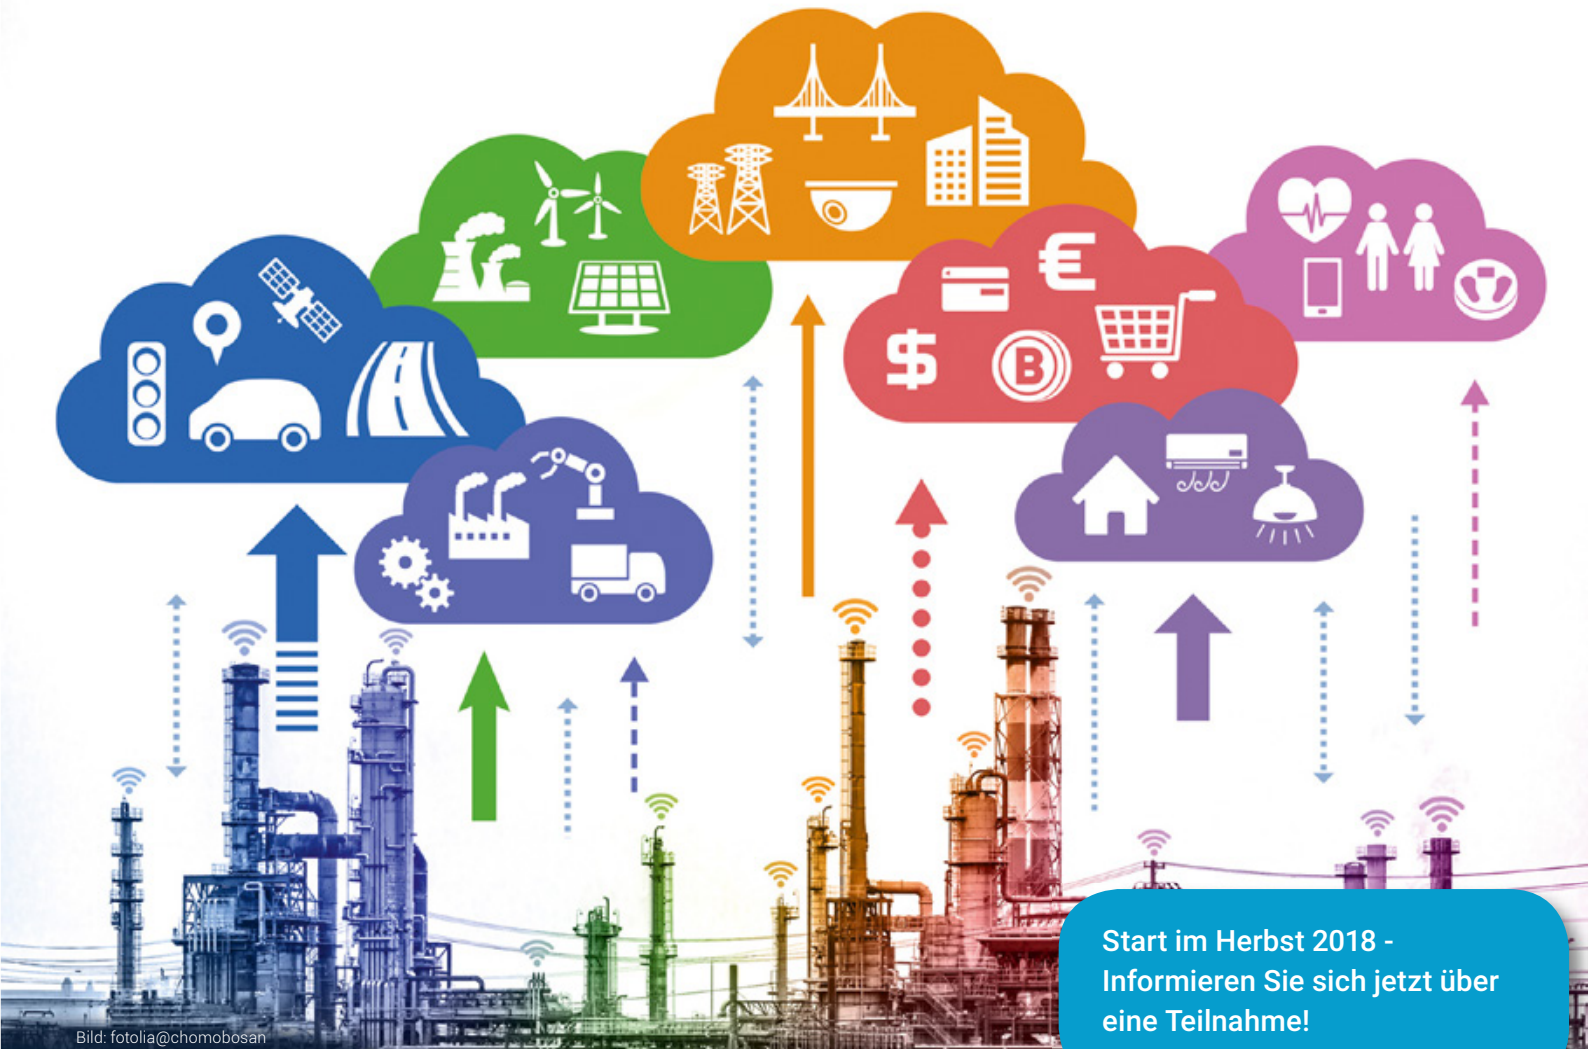 €
$
B
Start im Herbst 2018 -
Informieren Sie sich jetzt über
eine Teilnahme!
Bild: fotolia@chomobosan